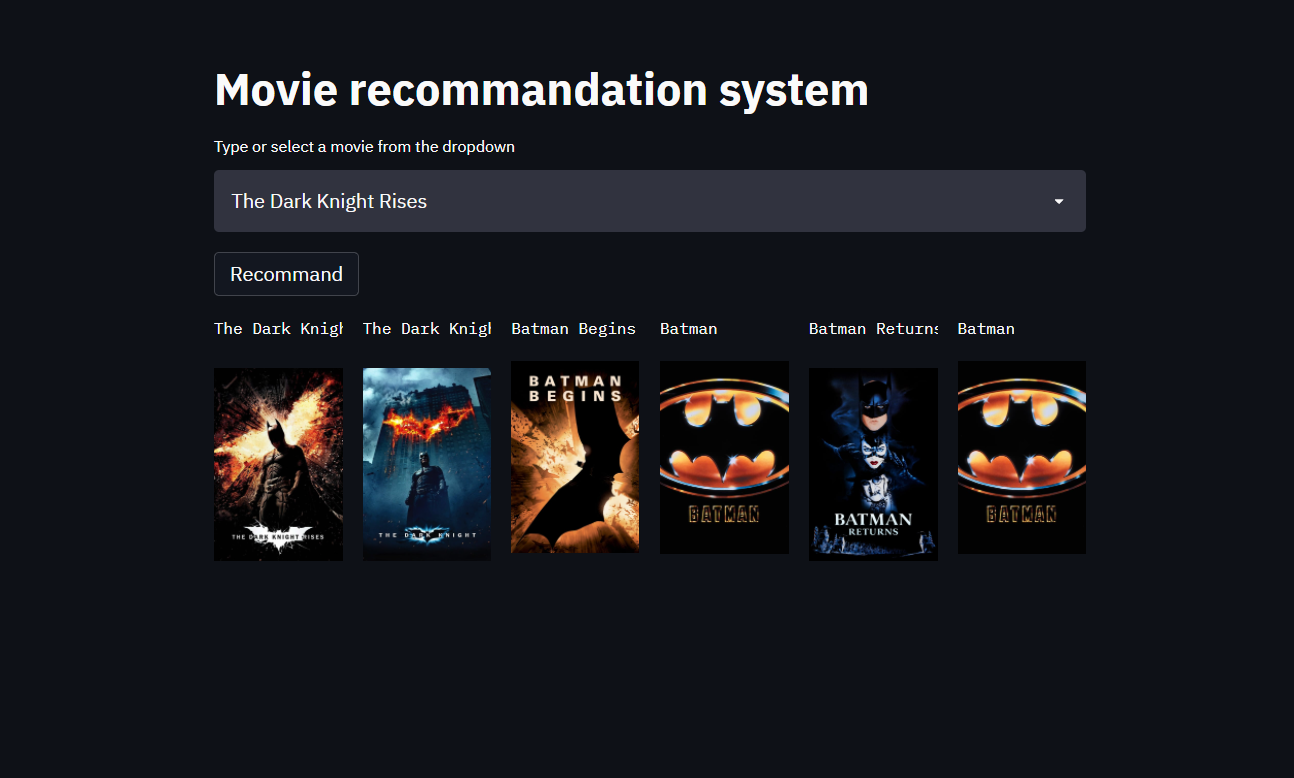 Movie recommandation system
Type or select a movie from the dropdown
The Dark Knight Rises
Recommand
The Dark Knigh
The Dark Knigh
Batman Begins
Batman
Batman Returns
Batman
THE DARK KNIGHT RISES
THE DARK KNIGHT
BATMAN
BEGINS
BATMAN
BATMAN
RETURNS
BATMAN